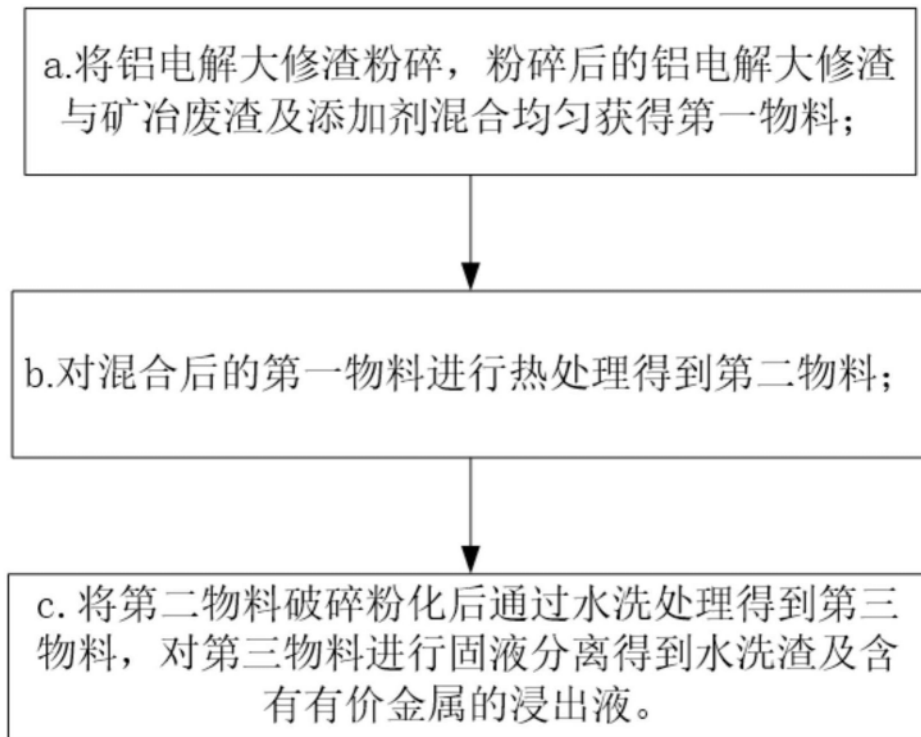 a.将铝电解大修渣粉碎，粉碎后的铝电解大修渣
与矿冶废渣及添加剂混合均匀获得第一物料；
b.对混合后的第一物料进行热处理得到第二物料；
c.将第二物料破碎粉化后通过水洗处理得到第三
物料，对第三物料进行固液分离得到水洗渣及含
有有价金属的浸出液。